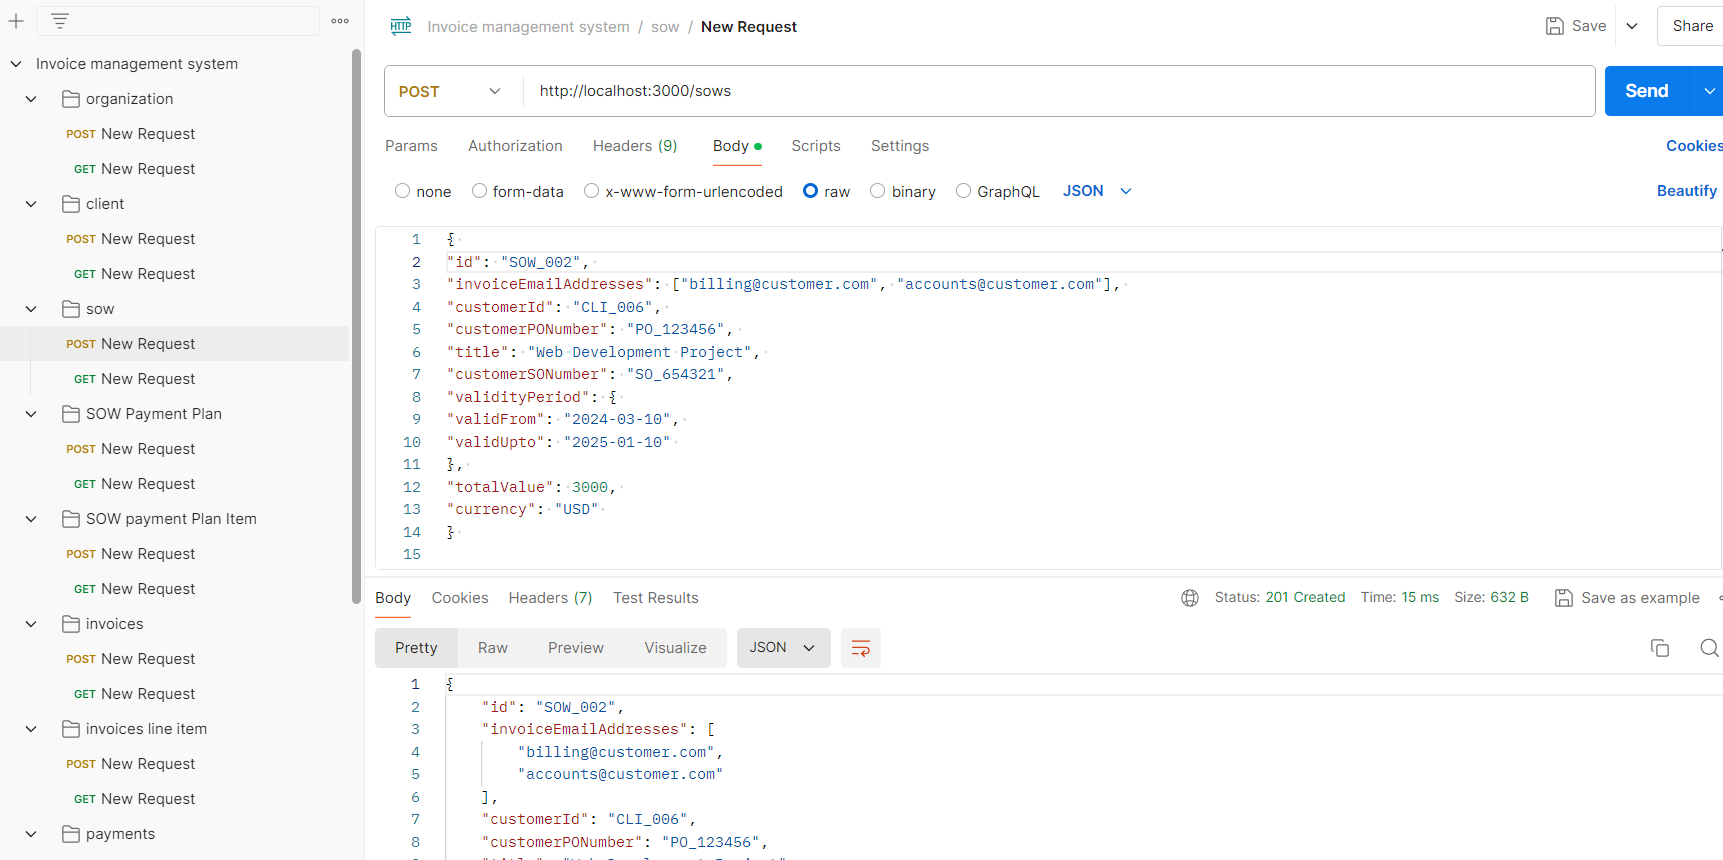 Invoice management system
organization
POST New Request
GET New Request
client
POST New Request
GET New Request
sow
POST New Request
GET New Request
SOW Payment Plan
POST New Request
GET New Request
SOW payment Plan Item
POST New Request
GET New Request
invoices
POST New Request
GET New Request
invoices line item
POST New Request
GET New Request
payments
HTTP Invoice management system / sow / New Request
Save
Share
POST http://localhost:3000/sows
Send
Params Authorization Headers (9) Body Scripts Settings
Cookies
none form-data x-www-form-urlencoded raw binary GraphQL JSON
Beautify
1 {
2 "id": "SOW_002",
3 "invoiceEmailAddresses": ["billing@customer.com", "accounts@customer.com"],
4 "customerId": "CLI_006",
5 "customerPONumber": "PO_123456",
6 "title": "Web Development Project",
7 "customerSONumber": "SO_654321",
8 "validityPeriod": {
9 "validFrom": "2024-03-10",
10 "validUpto": "2025-01-10"
11 },
12 "totalValue": 3000,
13 "currency": "USD"
14 }
15
Body Cookies Headers (7) Test Results
Status: 201 Created Time: 15 ms Size: 632 B Save as example
Pretty Raw Preview Visualize JSON
1 {
2 "id": "SOW_002",
3 "invoiceEmailAddresses": [
4 "billing@customer.com",
5 "accounts@customer.com"
6 ],
7 "customerId": "CLI_006",
8 "customerPONumber": "PO_123456",